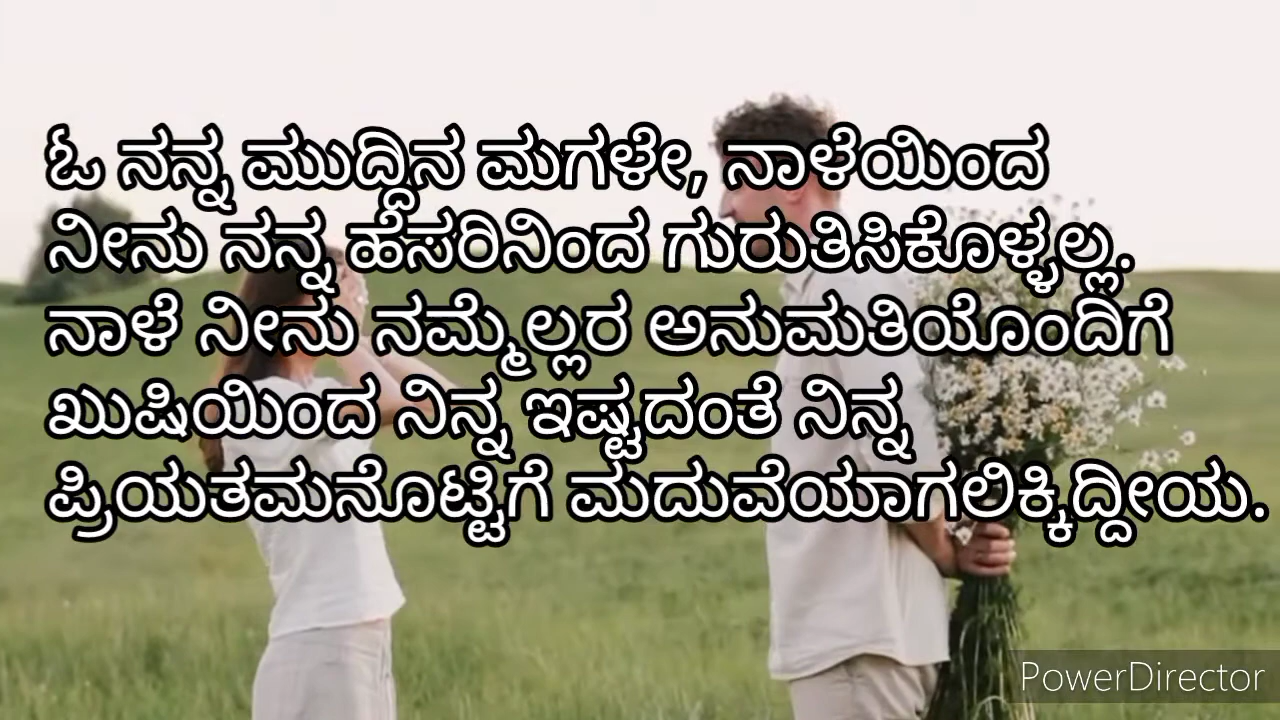 ಓ ನನ್ನ ಮುದ್ದಿನ ಮಗಳೇ, ನಾಳೆಯಿಂದ
ನೀನು ನನ್ನ ಹೆಸರಿನಿಂದ ಗುರುತಿಸಿಕೊಳ್ಳಲ್ಲ.
ನಾಳೆ ನೀನು ನಮ್ಮೆಲ್ಲರ ಅನುಮತಿಯೊಂದಿಗೆ
ಖುಷಿಯಿಂದ ನಿನ್ನ ಇಷ್ಟದಂತೆ ನಿನ್ನ
ಪ್ರಿಯತಮನೊಟ್ಟಿಗೆ ಮದುವೆಯಾಗಲಿಕ್ಕಿದ್ದೀಯ.
PowerDirector